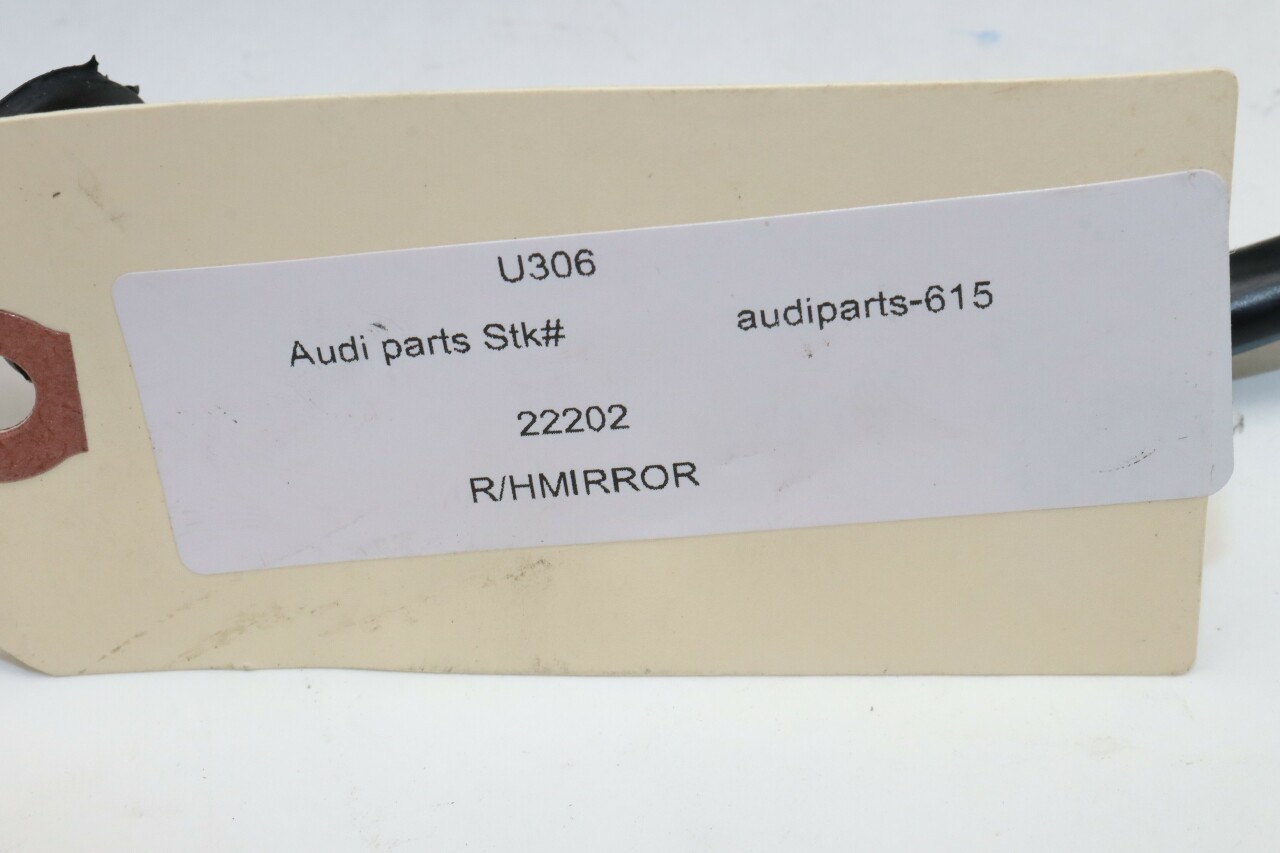 U306
Audi parts Stk# audiparts-615
22202
R/HMIRROR